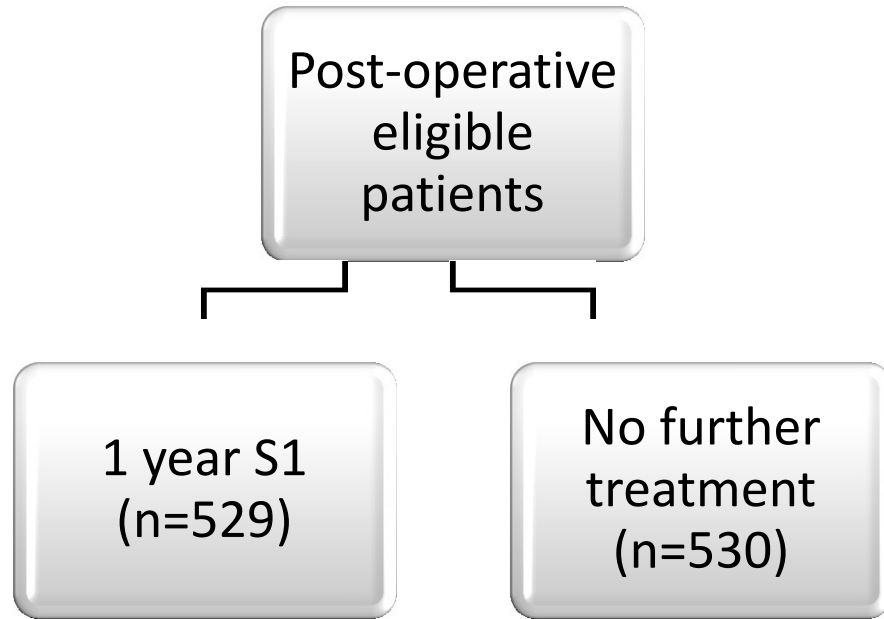 Post-operative
eligible
patients
1 year S1
(n=529)
No further
treatment
(n=530)